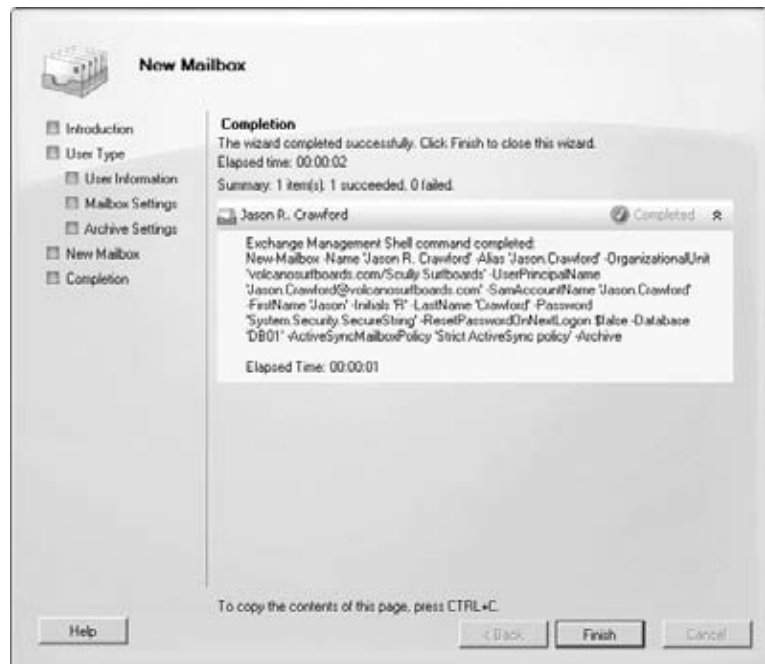 New Mailbox
Introduction
User Type
User Information
Mailbox Settings
Archive Settings
New Mailbox
Completion
Completion
The wizard completed successfully. Click Finish to close this wizard.
Elapsed time: 00:00:02
Summary: 1 item(s). 1 succeeded, 0 failed.
Jason R. Crawford
Completed
Exchange Management Shell command completed:
New-Mailbox -Name 'Jason R. Crawford' -Alias 'Jason.Crawford' -OrganizationalUnit
'volcanosurfboards.com/Scully Surfboards' -UserPrincipalName
'Jason.Crawford@volcanosurfboards.com' -SamAccountName 'Jason.Crawford'
-FirstName 'Jason' -Initials 'R' -LastName 'Crawford' -Password
'System.Security.SecureString' -ResetPasswordOnNextLogon $false -Database
'DB01' -ActiveSyncMailboxPolicy 'Strict ActiveSync policy' -Archive
Elapsed Time: 00:00:01
To copy the contents of this page, press CTRL+C.
Help
< Back
Finish
Cancel